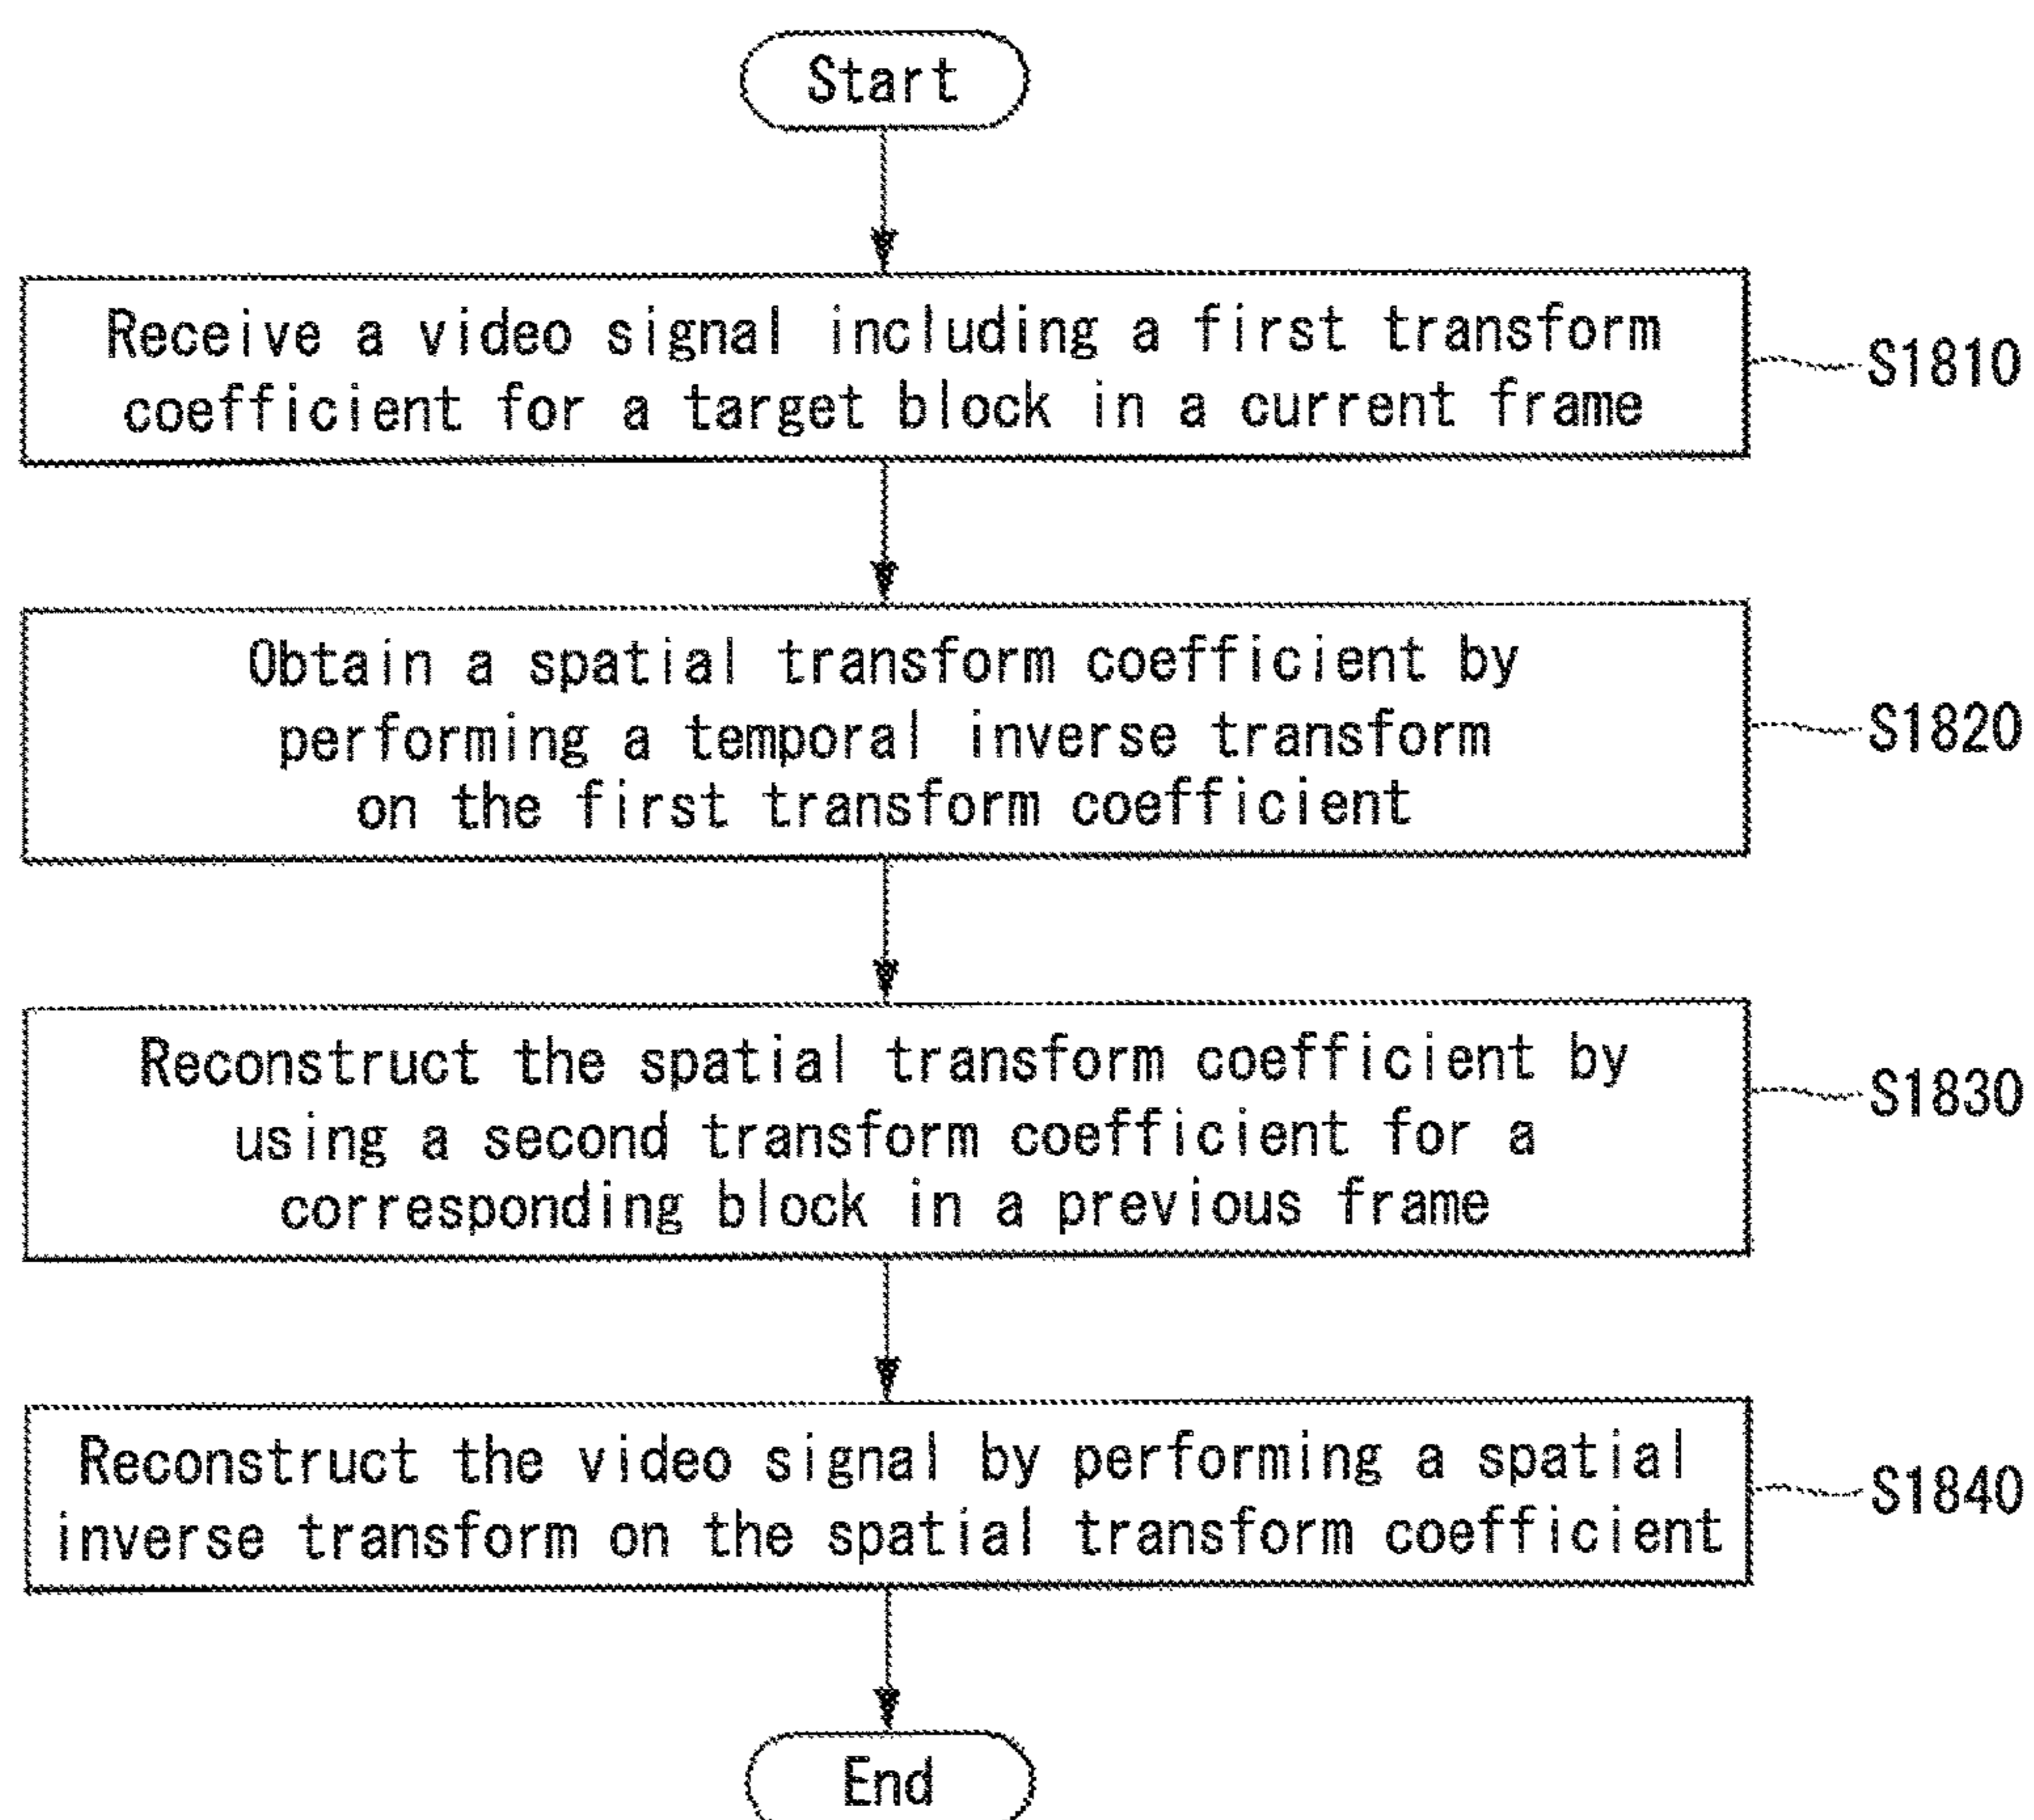 Start
Receive a video signal including a first transform
coefficient for a target block in a current frame
S1810
Obtain a spatial transform coefficient by
performing a temporal inverse transform
on the first transform coefficient
S1820
Reconstruct the spatial transform coefficient by
using a second transform coefficient for a
corresponding block in a previous frame
S1830
Reconstruct the video signal by performing a spatial
inverse transform on the spatial transform coefficient
S1840
End